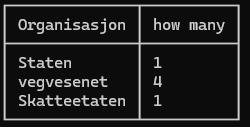 Organisasjon how many
Staten 1
vegvesenet 4
Skatteetaten 1